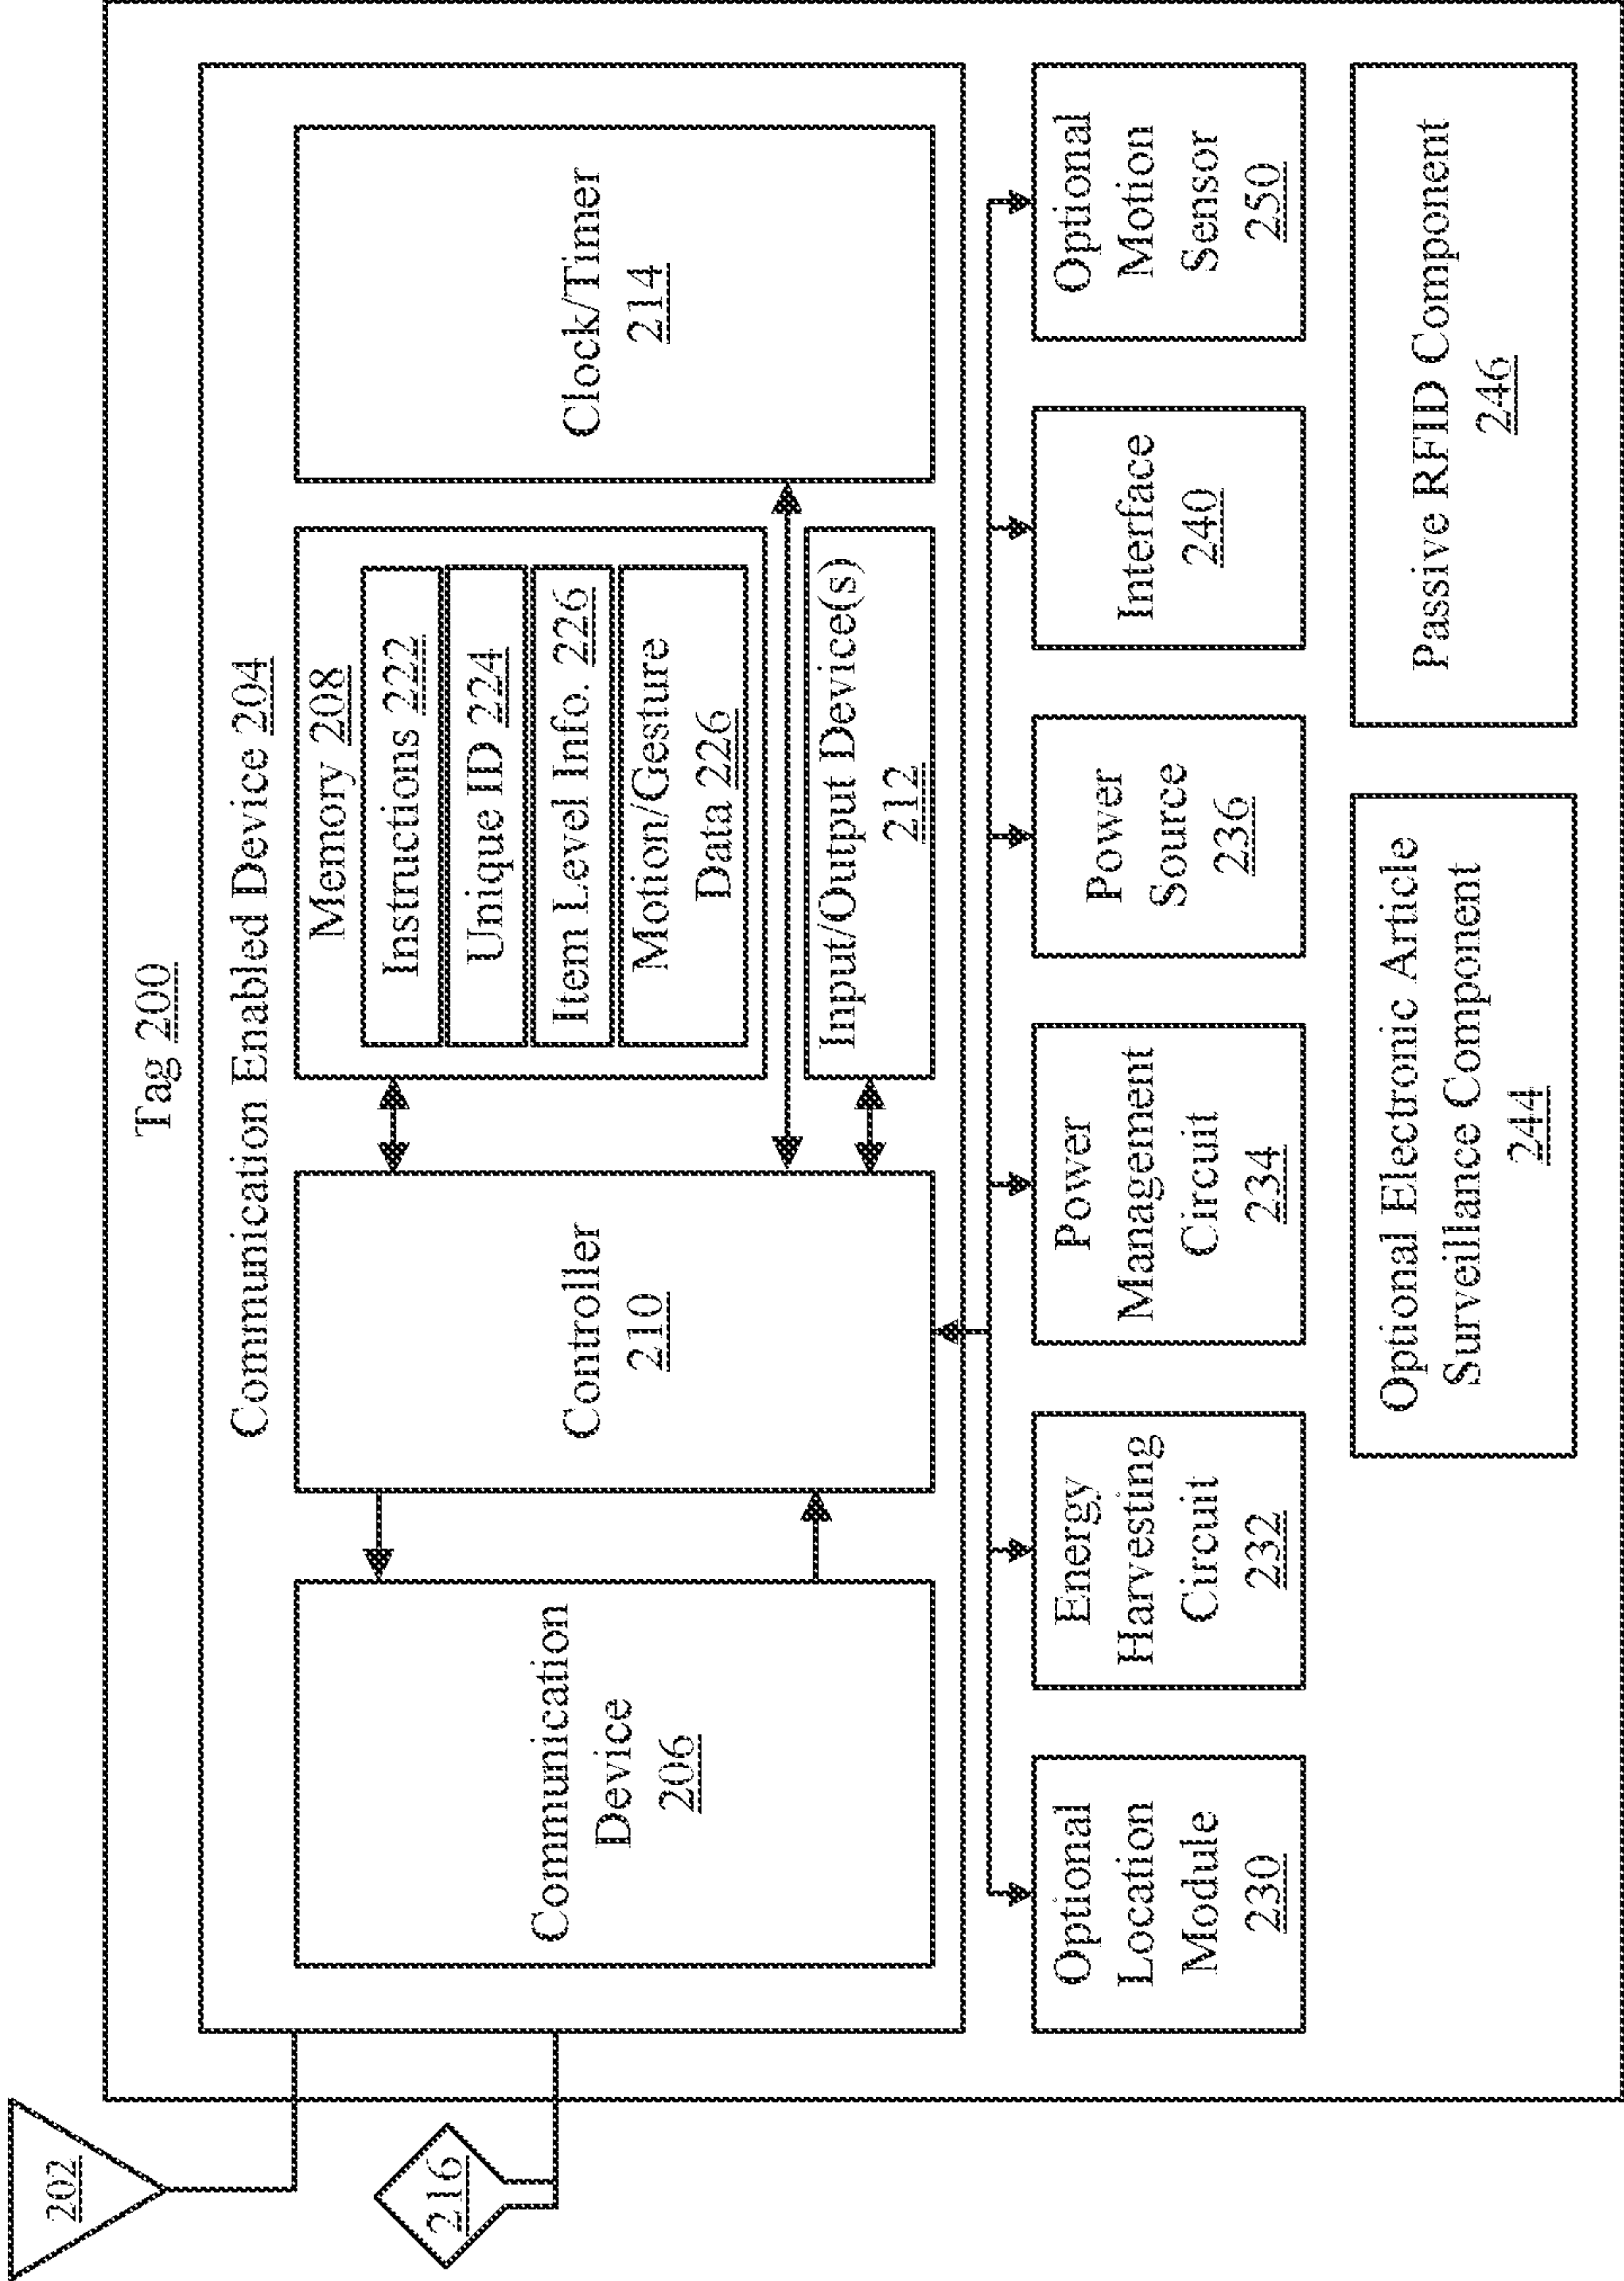 Tag 200
202
216
Communication Enabled Device 204
Communication
Device
206
Controller
210
Memory 208
Instructions 222
Unique ID 224
Item Level Info. 226
Motion/Gesture
Data 226
Input/Output Device(s)
212
Clock/Timer
214
Optional
Location
Module
230
Energy
Harvesting
Circuit
232
Power
Management
Circuit
234
Power
Source
236
Interface
240
Optional
Motion
Sensor
250
Optional Electronic Article
Surveillance Component
244
Passive RFID Component
246